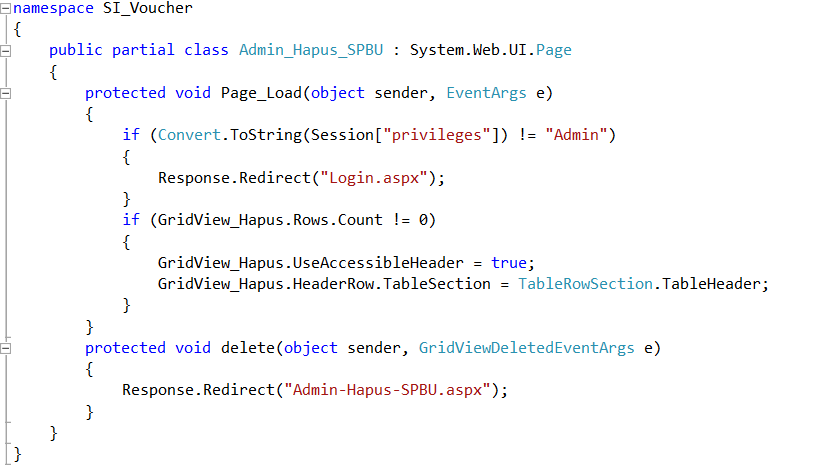 namespace SI_Voucher
{
    public partial class Admin_Hapus_SPBU : System.Web.UI.Page
    {
        protected void Page_Load(object sender, EventArgs e)
        {
            if (Convert.ToString(Session["privileges"]) != "Admin")
            {
                Response.Redirect("Login.aspx");
            }
            if (GridView_Hapus.Rows.Count != 0)
            {
                GridView_Hapus.UseAccessibleHeader = true;
                GridView_Hapus.HeaderRow.TableSection = TableRowSection.TableHeader;
            }
        }
        protected void delete(object sender, GridViewDeletedEventArgs e)
        {
            Response.Redirect("Admin-Hapus-SPBU.aspx");
        }
    }
}